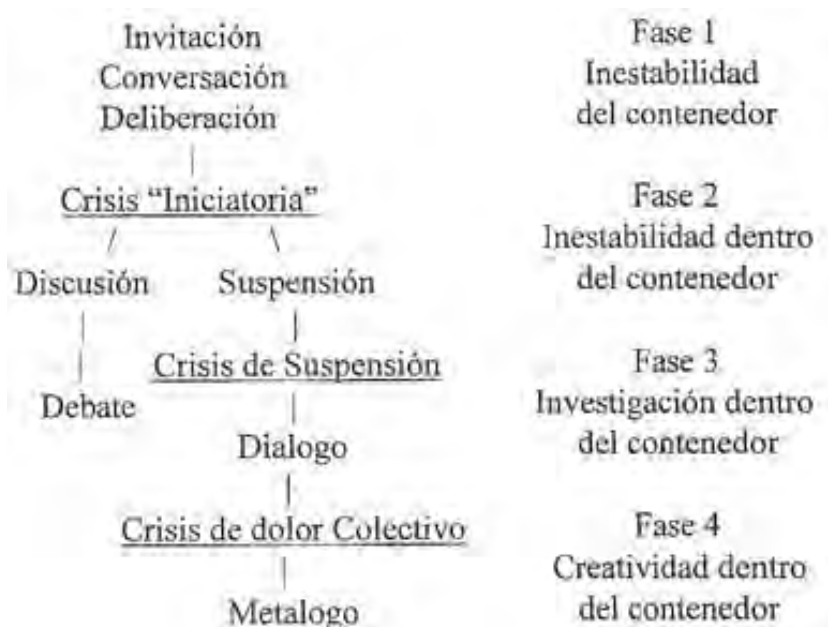 Invitación
Conversación
Deliberación
Crisis “Iniciatoria”
Discusión
Suspensión
Crisis de Suspensión
Debate
Dialogo
Crisis de dolor Colectivo
Metalogo
Fase 1
Inestabilidad
del contenedor
Fase 2
Inestabilidad dentro
del contenedor
Fase 3
Investigación dentro
del contenedor
Fase 4
Creatividad dentro
del contenedor